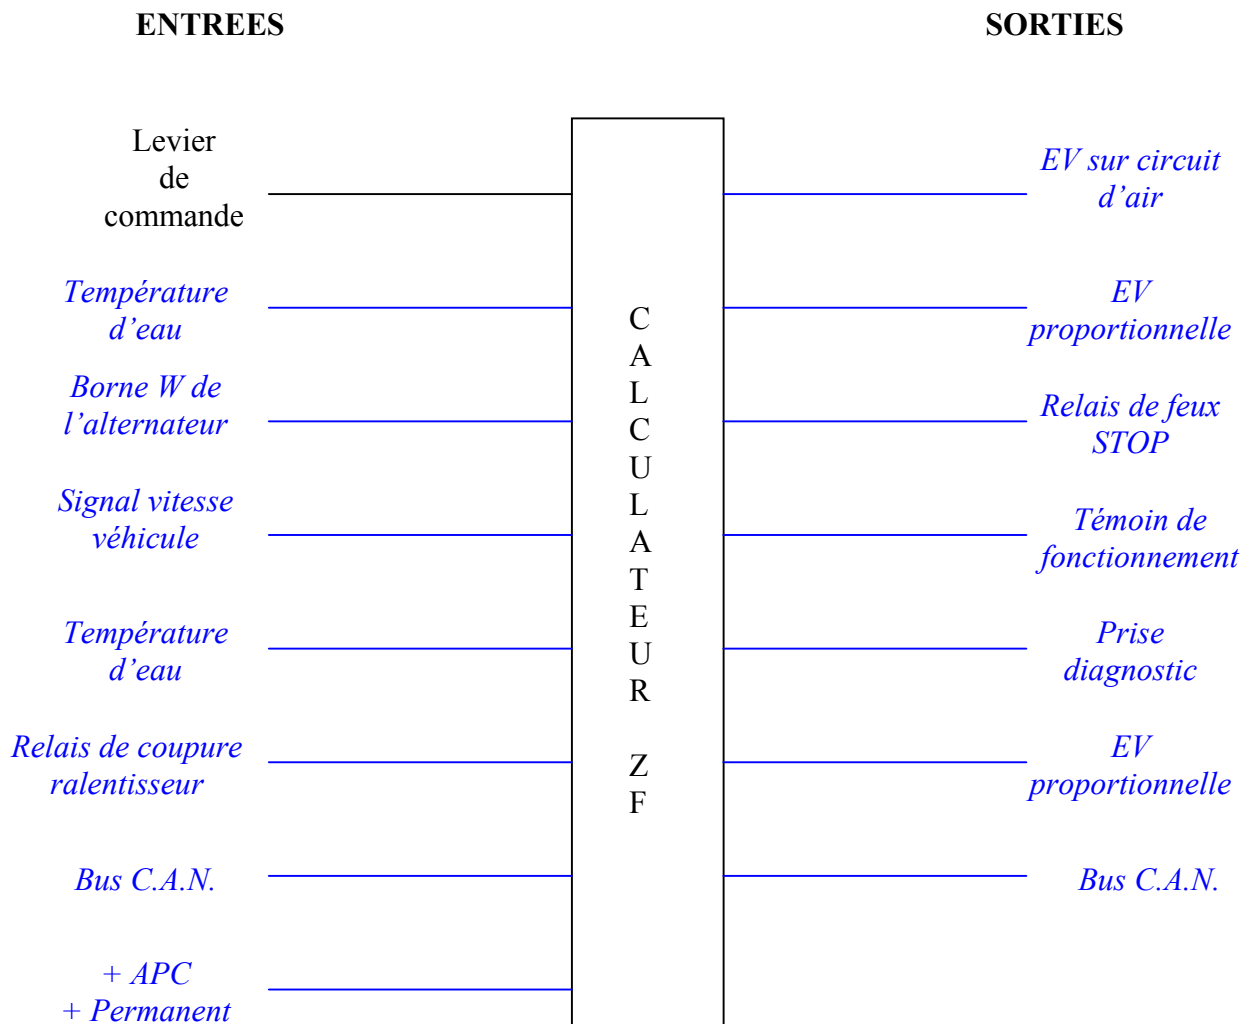 ENTREES
SORTIES
Levier
de
commande
EV sur circuit
d’air
Température
d’eau
EV
proportionnelle
Borne W de
l’alternateur
Relais de feux
STOP
Signal vitesse
véhicule
Témoin de
fonctionnement
Température
d’eau
Prise
diagnostic
Relais de coupure
ralentisseur
EV
proportionnelle
Bus C.A.N.
Bus C.A.N.
+ APC
+ Permanent
C
A
L
C
U
L
A
T
E
U
R
Z
F